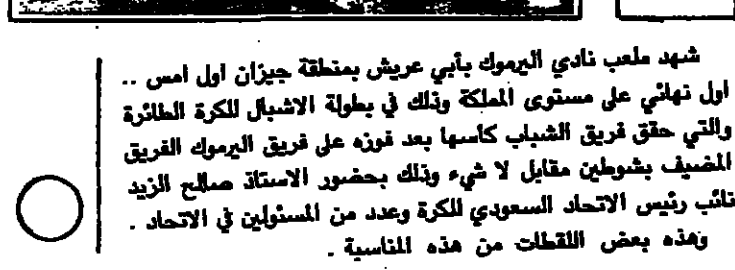 شهد ملعب نادي اليرموك بأبي عريش بمنطقة جيزان اول امس ..
اول نهائي على مستوى المملكة وذلك في بطولة الاشبال للكرة الطائرة
والتي حقق فريق الشباب كأسها بعد فوزه على فريق اليرموك الفريق
المضيف بشوطين مقابل لا شيء وذلك بحضور الاستاذ صالح الزيد
نائب رئيس الاتحاد السعودي للكرة وعدد من المسئولين في الاتحاد .
وهذه بعض اللقطات من هذه المناسبة .